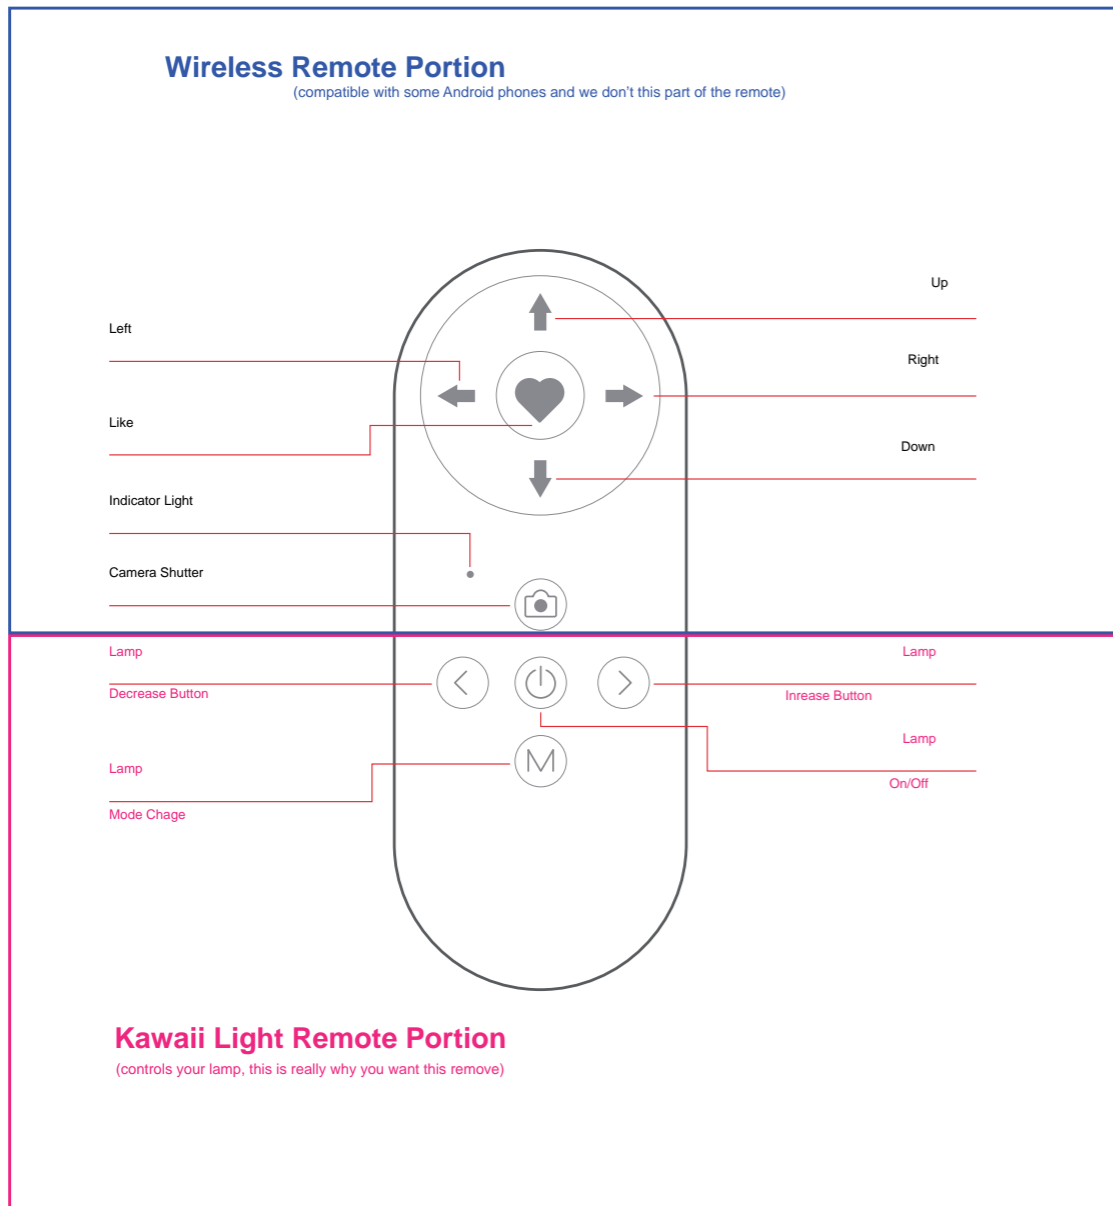 Wireless Remote Portion
(compatible with some Android phones and we don't this part of the remote)
Up
Left
Right
Like
Down
Indicator Light
Camera Shutter
Lamp
Decrease Button
Lamp
Inrease Button
Lamp
On/Off
M
Lamp
Mode Chage
Kawaii Light Remote Portion
(controls your lamp, this is really why you want this remove)